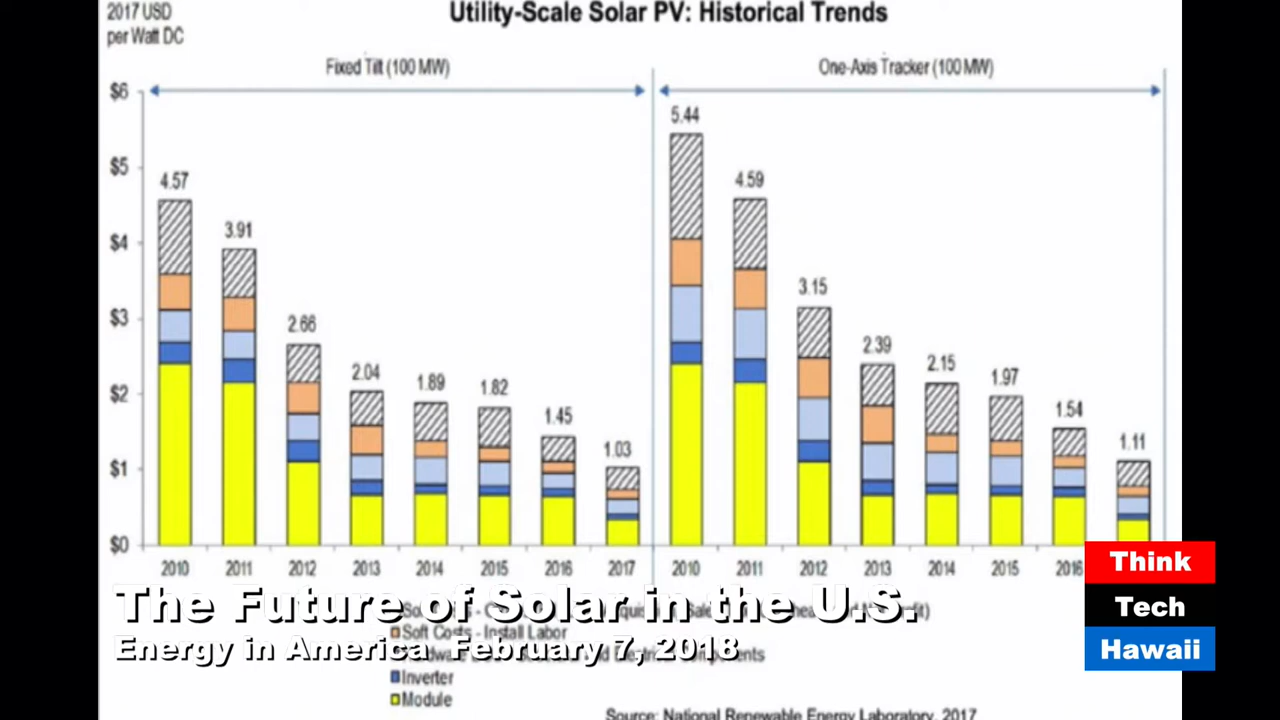 2017 USD
per Watt DC
Utility-Scale Solar PV: Historical Trends
Fixed Tilt (100 MW)
One-Axis Tracker (100 MW)
$6
$5
$4
$3
$2
$1
$0
4.57
3.91
2.66
2.04
1.89
1.82
1.45
1.03
5.44
4.59
3.15
2.39
2.15
1.97
1.54
1.11
2010 2011 2012 2013 2014 2015 2016 2017 2010 2011 2012 2013 2014 2015 2016
The Future of Solar in the U.S.
Energy in America February 7, 2018
Soft Costs - Install Labor
Inverter
Module
Source: National Renewable Energy Laboratory, 2017
Think
Tech
Hawaii